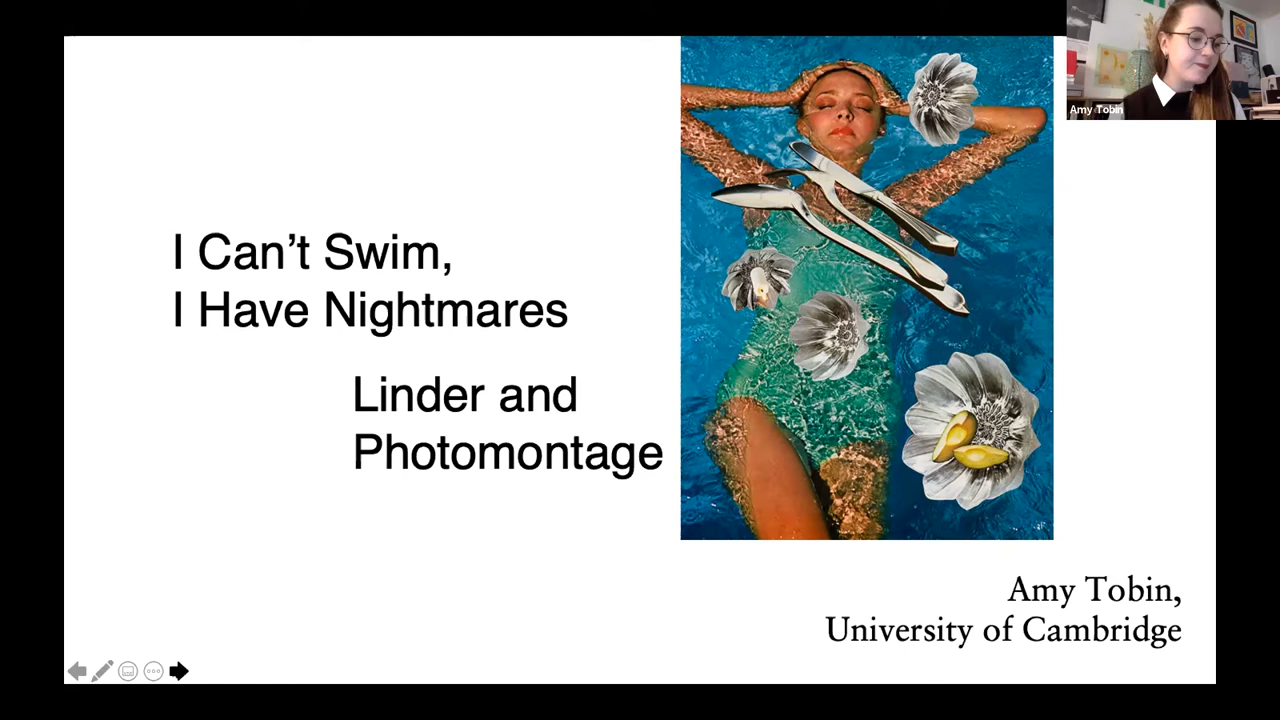 Amy Tobin
I Can’t Swim,
I Have Nightmares
Linder and
Photomontage
Amy Tobin,
University of Cambridge